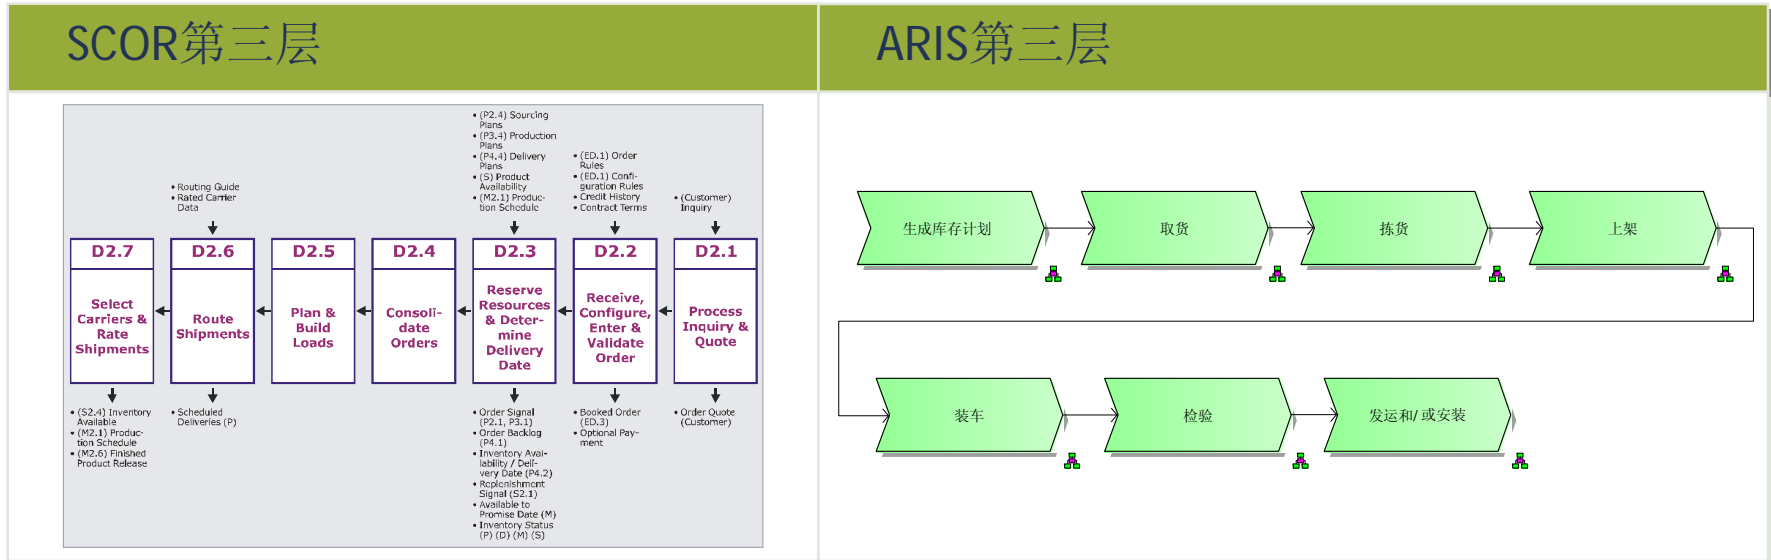 SCOR第三层
• (P2.4) Sourcing
Plans
• (P3.4) Production
Plans
• (P4.4) Delivery
Plans
• (S) Product
Availability
• (M2.1) Produc-
tion Schedule
• (ED.1) Order
Rules
• (ED.1) Confi-
guration Rules
• Credit History
• Contract Terms
• Routing Guide
• Rated Carrier
Data
• (Customer)
Inquiry
D2.7
Select
Carriers &
Rate
Shipments
D2.6
Route
Shipments
D2.5
Plan &
Build
Loads
D2.4
Consoli-
date
Orders
D2.3
Reserve
Resources
& Deter-
mine
Delivery
Date
D2.2
Receive,
Configure,
Enter &
Validate
Order
D2.1
Process
Inquiry &
Quote
• (S2.4) Inventory
Available
• (M2.1) Produc-
tion Schedule
• (M2.6) Finished
Product Release
• Scheduled
Deliveries (P)
• Order Signal
(P2.1, P3.1)
• Order Backlog
(P4.1)
• Inventory Avai-
lability / Deli-
very Date (P4.2)
• Replenishment
Signal (S2.1)
• Available to
Promise Date (M)
• Inventory Status
(P) (D) (M) (S)
• Booked Order
(ED.3)
• Optional Pay-
ment
• Order Quote
(Customer)
ARIS第三层
生成库存计划
取货
拣货
上架
装车
检验
发运和/ 或安装